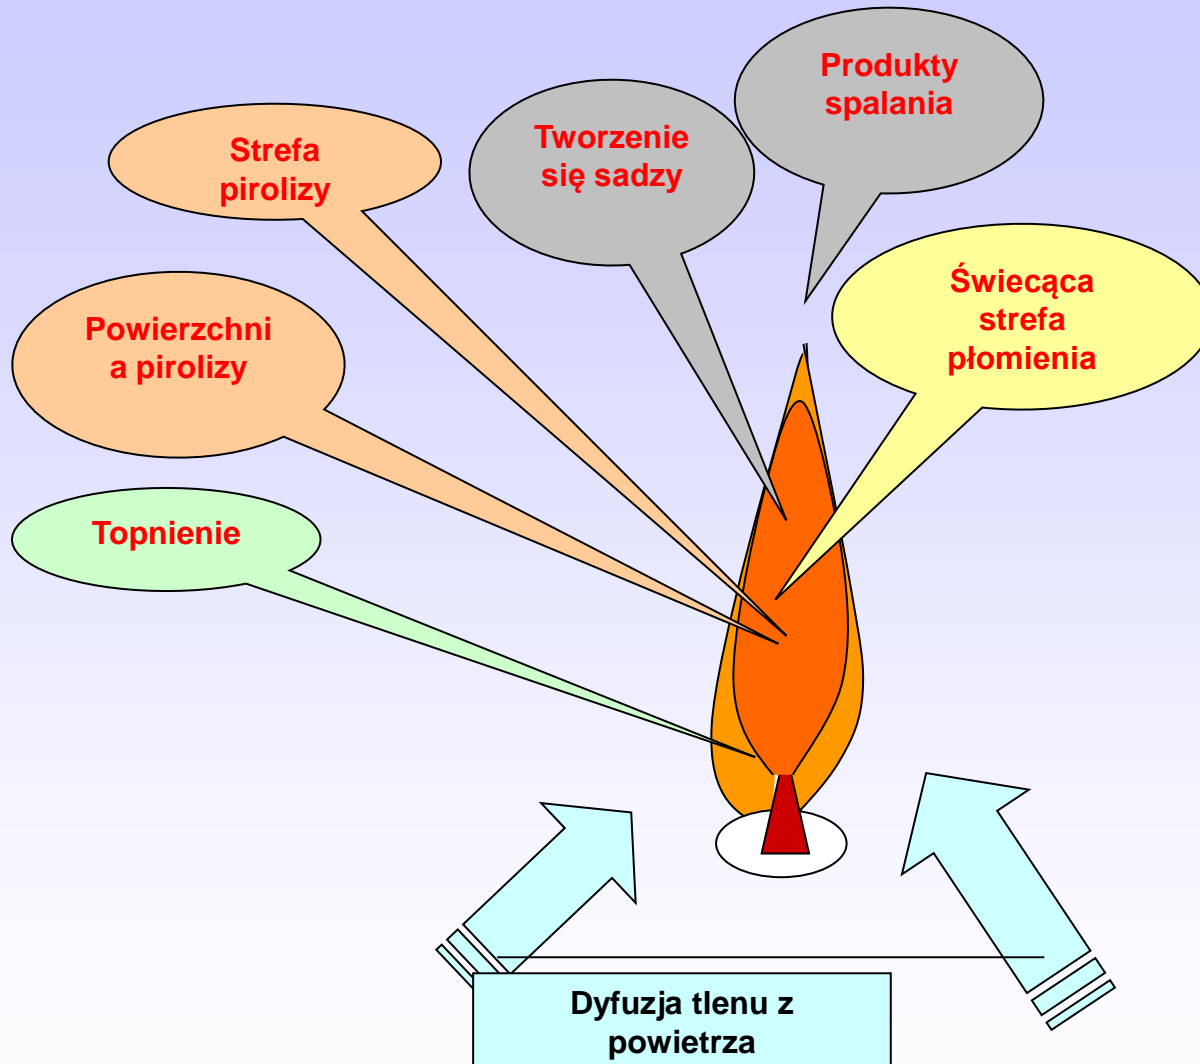 Produkty
spalania
Strefa
pirolizy
Tworzenie
się sadzy
Świecąca
strefa
płomienia
Powierzchni
a pirolizy
Topnienie
Dyfuzja tlenu z
powietrza